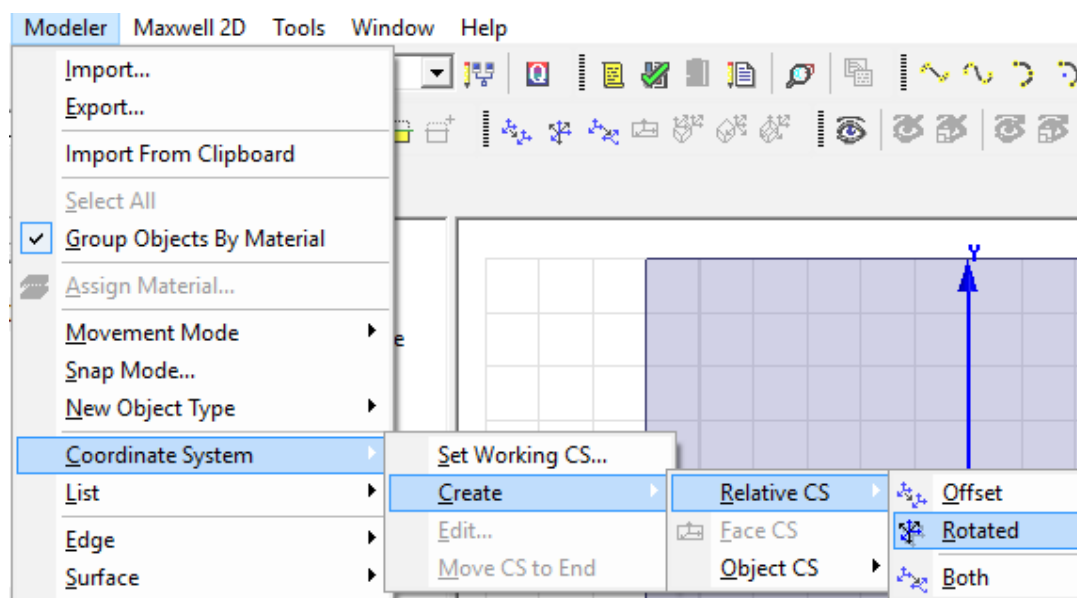 Modeler Maxwell 2D Tools Window Help
Import...
Export...
Import From Clipboard
Select All
Group Objects By Material
Assign Material...
Movement Mode
e
Snap Mode...
New Object Type
Coordinate System
Set Working CS...
List
Create
Relative CS
Offset
Edge
Edit...
Face CS
Rotated
Surface
Move CS to End
Object CS
Both
Y